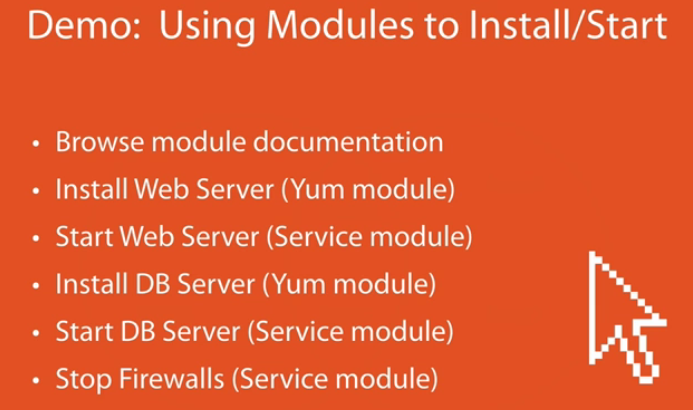 Demo: Using Modules to Install/Start
• Browse module documentation
• Install Web Server (Yum module)
• Start Web Server (Service module)
• Install DB Server (Yum module)
• Start DB Server (Service module)
• Stop Firewalls (Service module)